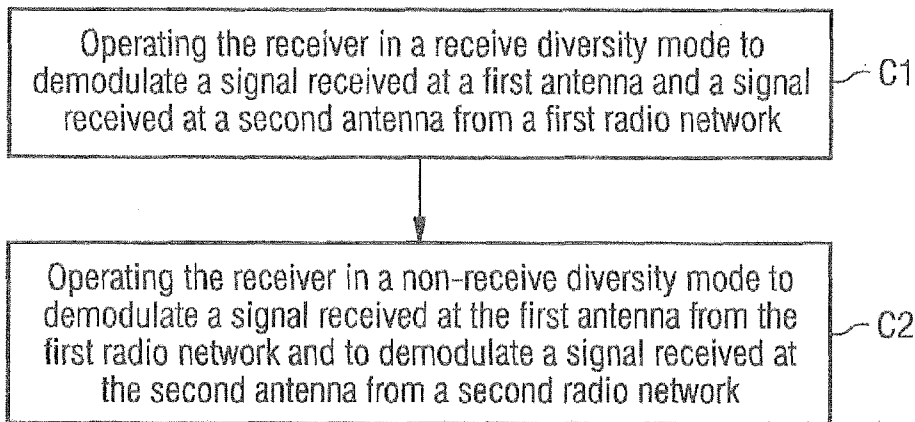 Operating the receiver in a receive diversity mode to
demodulate a signal received at a first antenna and a signal
received at a second antenna from a first radio network
C1
Operating the receiver in a non-receive diversity mode to
demodulate a signal received at the first antenna from the
first radio network and to demodulate a signal received at
the second antenna from a second radio network
C2